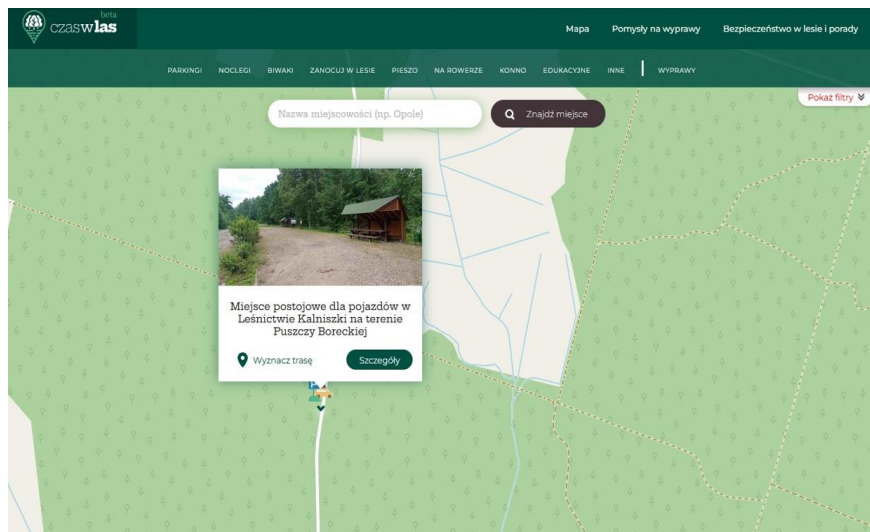 beta
czaswlas
Mapa Pomysły na wyprawy Bezpieczeństwo w lesie i porady
PARKINGI NOCLEGI BIWAKI ZANOCUJ W LESIE PIESZO NA ROWERZE KONNO EDUKACYJNE INNE WYPRAWY
Pokaż filtry
Nazwa miejscowości (np. Opole) Znajdź miejsce
Miejsce postojowe dla pojazdów w
Leśnictwie Kalniszki na terenie
Puszczy Boreckiej
Wyznacz trasę Szczegóły